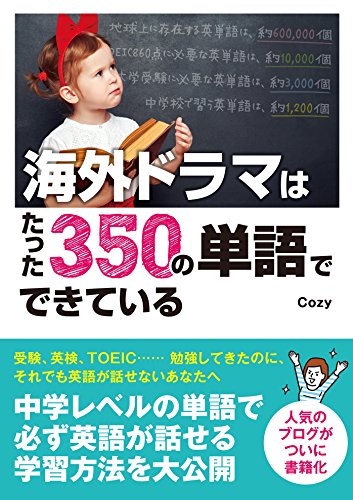 地球上に存在する英単語は、約600,000個
TOEIC860点に必要な英単語は、約10,000個
大学受験に必要な英単語は、約3,000個
中学校で習う英単語は、約1,200個
海外ドラマは
たった350の単語で
できている
Cozy
受験、英検、TOEIC…… 勉強してきたのに、
それでも英語が話せないあなたへ
中学レベルの単語で
必ず英語が話せる
学習方法を大公開
人気の
ブログが
ついに
書籍化